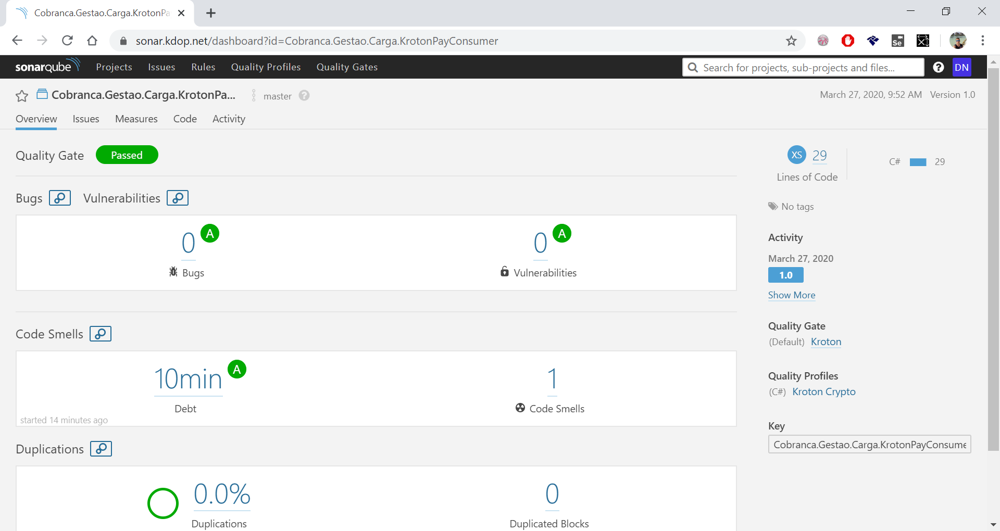 Cobranca.Gestao.Carga.KrotonPa
sonar.kdop.net/dashboard?id=Cobranca.Gestao.Carga.KrotonPayConsumer
Se
sonarqube Projects Issues Rules Quality Profiles Quality Gates Search for projects, sub-projects and files... DN
Cobranca.Gestao.Carga.KrotonPa... master March 27, 2020, 9:52 AM Version 1.0
Overview Issues Measures Code Activity
Quality Gate Passed
XS 29
C# 29
Lines of Code
Bugs Vulnerabilities
No tags
0 A
0 A
Bugs
Vulnerabilities
Activity
March 27, 2020
1.0
Show More
Code Smells
Quality Gate
(Default) Kroton
10min A
1
Debt
Code Smells
started 14 minutes ago
Quality Profiles
(C#) Kroton Crypto
Key
Cobranca.Gestao.Carga.KrotonPayConsume
Duplications
0.0%
0
Duplications
Duplicated Blocks